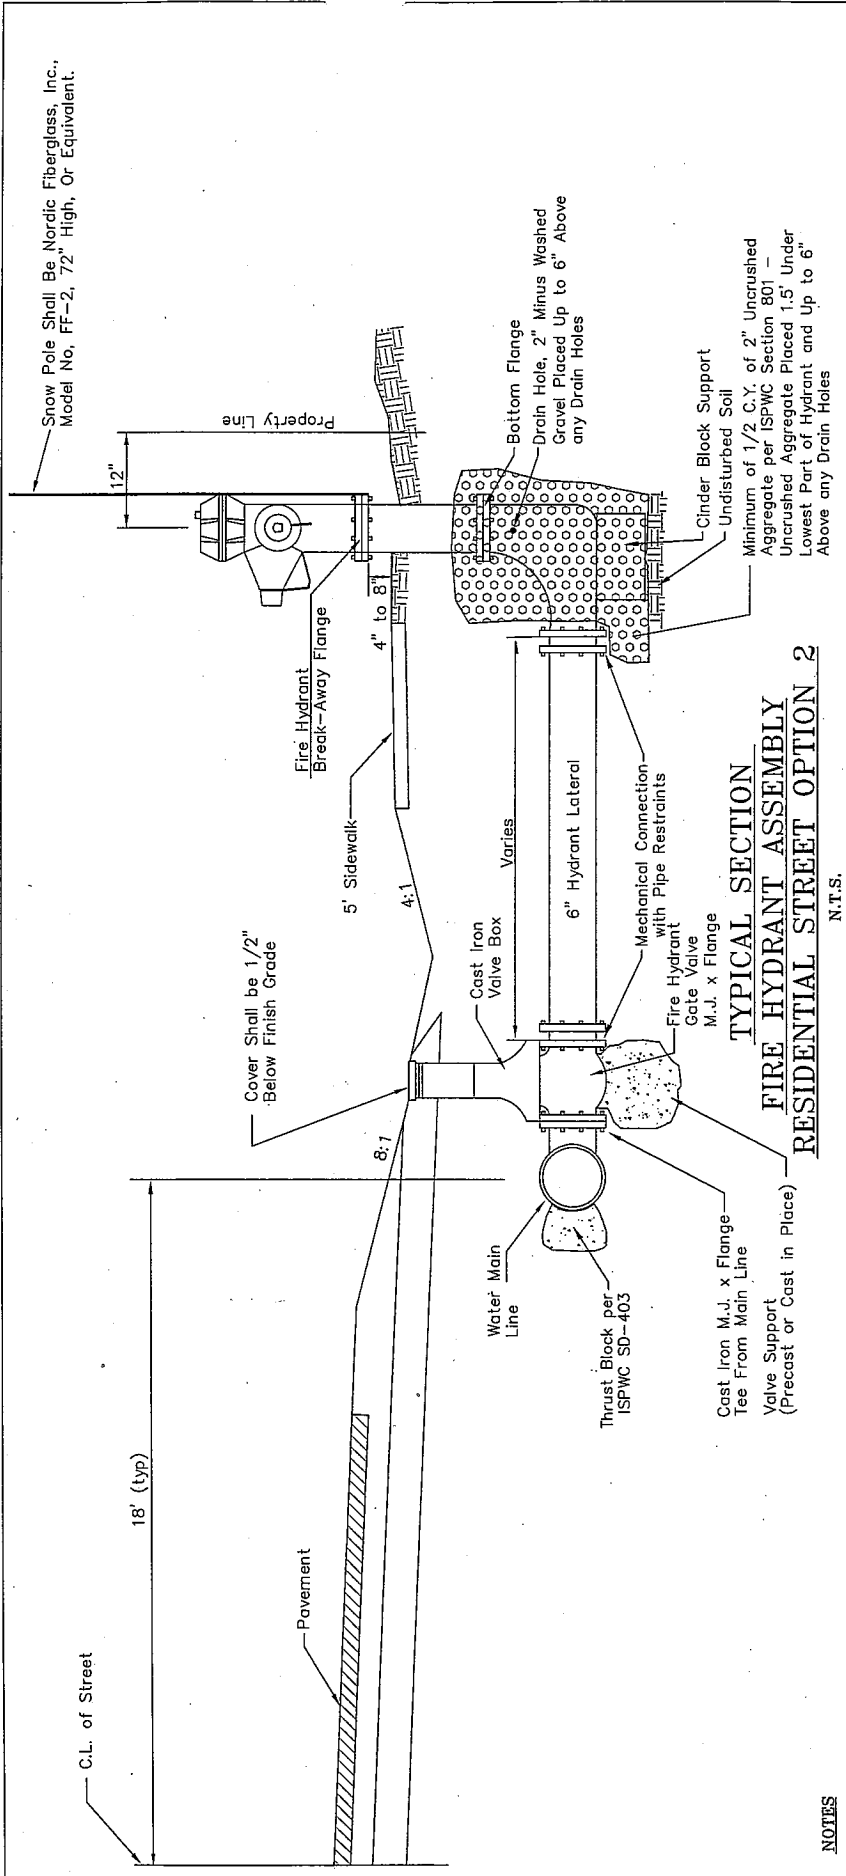 C.L. of Street
18' (typ)
Pavement
Cover Shall be 1/2"
Below Finish Grade
8:1
4:1
5' Sidewalk
Snow Pole Shall Be Nordic Fiberglass, Inc.,
Model No, FF-2, 72" High, Or Equivalent.
12"
Property Line
Fire Hydrant
Break-Away Flange
4" to 8"
Bottom Flange
Drain Hole, 2" Minus Washed
Gravel Placed Up to 6" Above
any Drain Holes
Cinder Block Support
Undisturbed Soil
Minimum of 1/2 C.Y. of 2" Uncrushed
Aggregate per ISPWC Section 801 -
Uncrushed Aggregate Placed 1.5' Under
Lowest Part of Hydrant and Up to 6"
Above any Drain Holes
Varies
6" Hydrant Lateral
Cast Iron
Valve Box
Water Main
Line
Thrust Block per
ISPWC SD-403
Mechanical Connection
with Pipe Restraints
Fire Hydrant
Gate Valve
M.J. x Flange
Cast Iron M.J. x Flange
Tee From Main Line
Valve Support
(Precast or Cast in Place)
TYPICAL SECTION
FIRE HYDRANT ASSEMBLY
RESIDENTIAL STREET OPTION 2
N.T.S.
NOTES